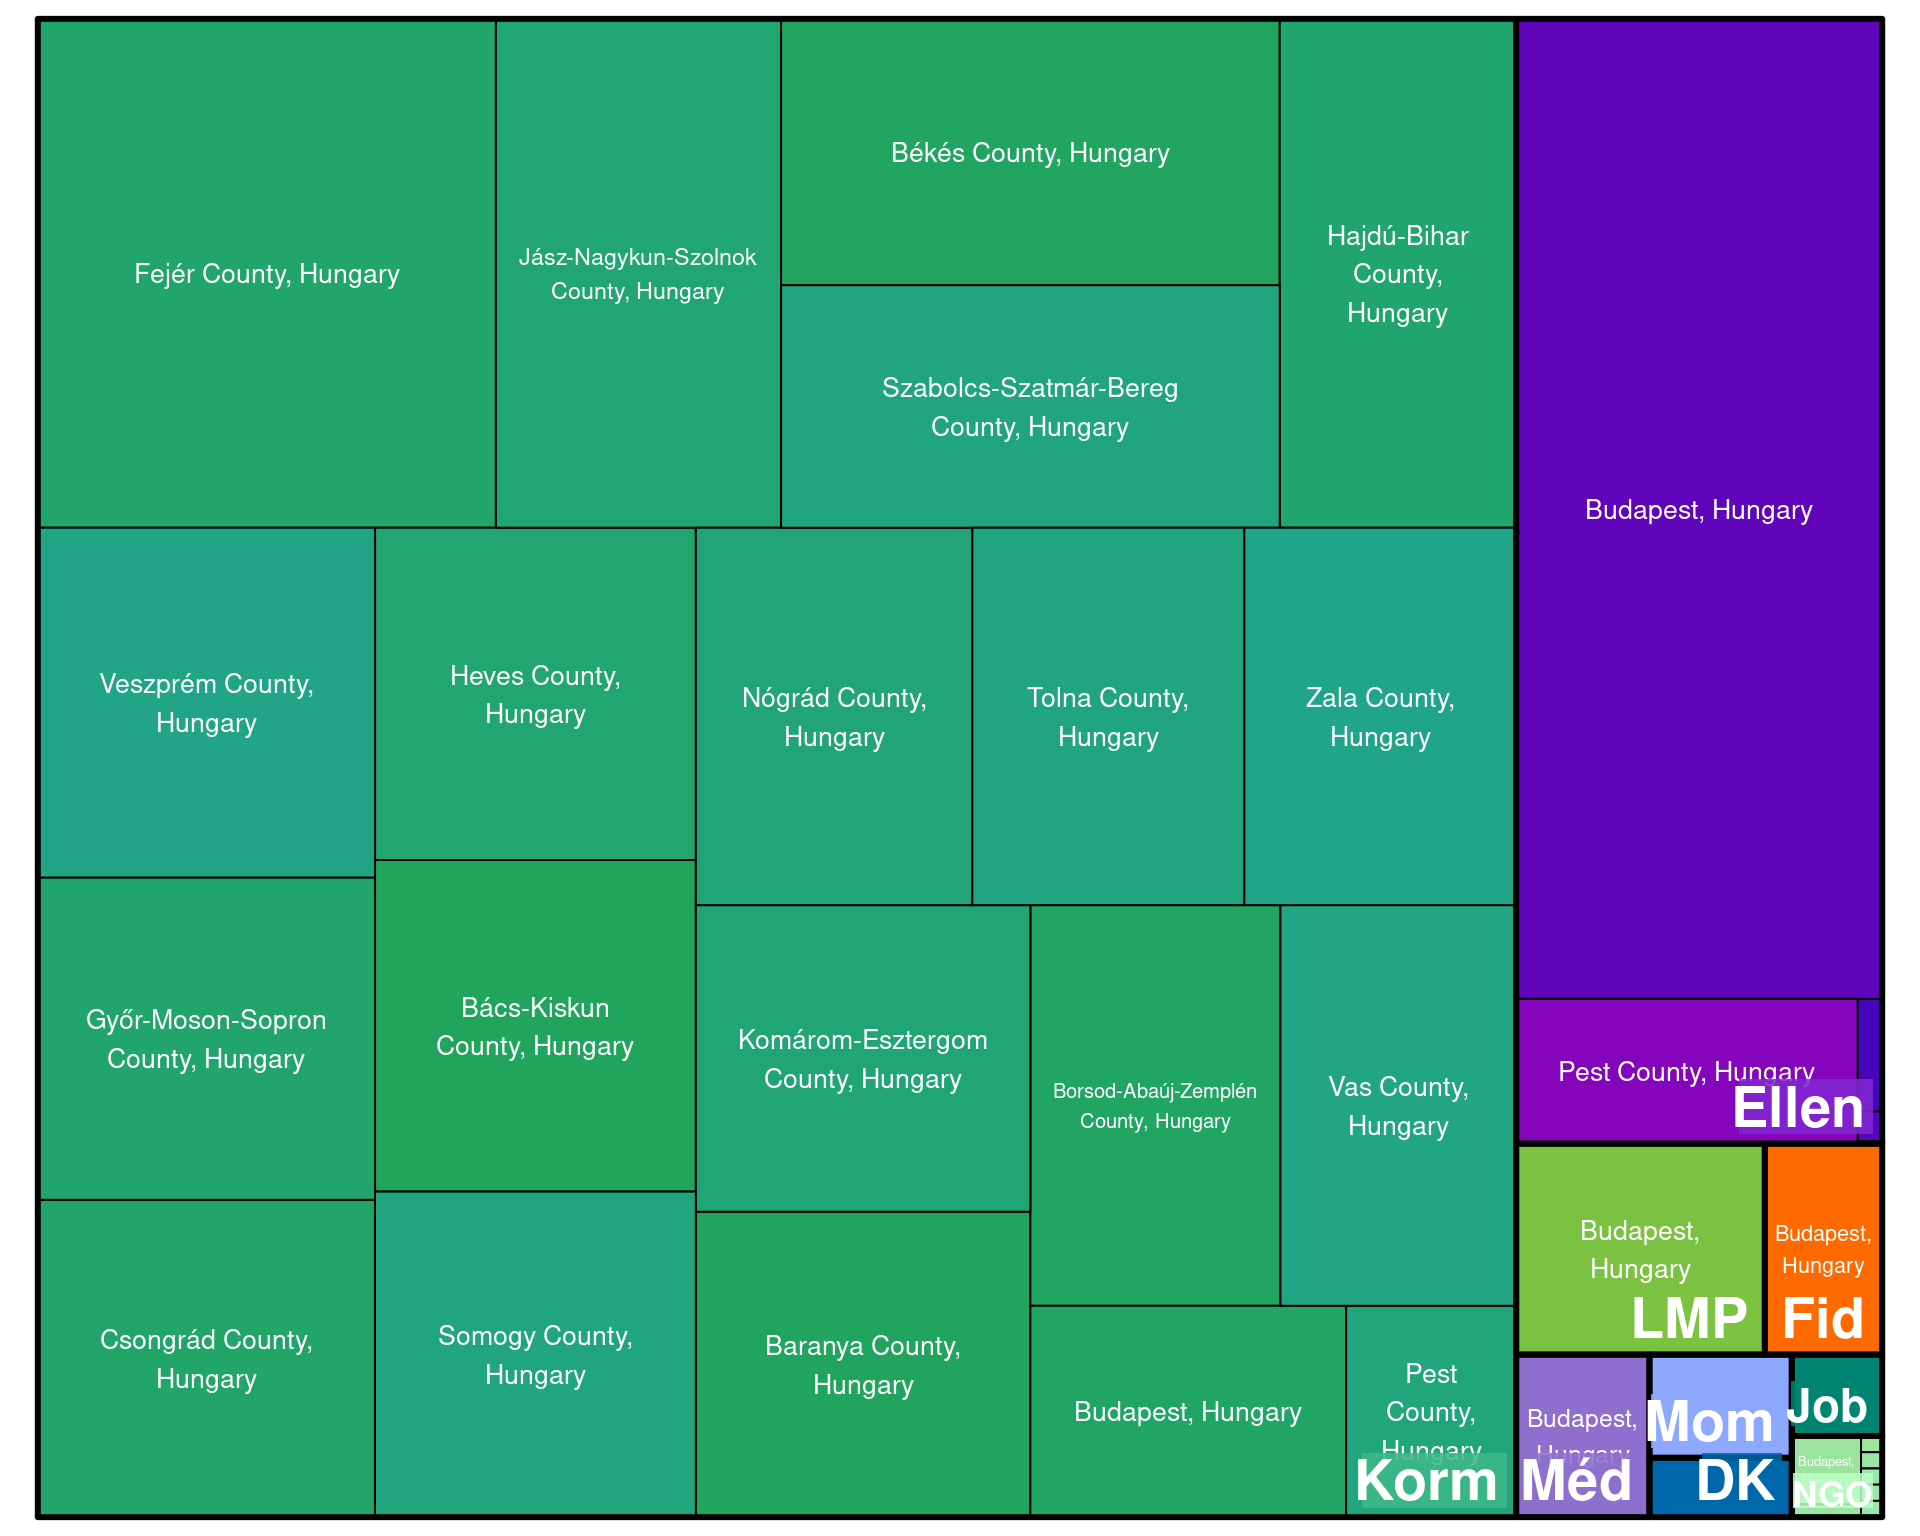 Fejér County, Hungary
Jász-Nagykun-Szolnok
County, Hungary
Békés County, Hungary
Szabolcs-Szatmár-Bereg
County, Hungary
Hajdú-Bihar
County,
Hungary
Veszprém County,
Hungary
Heves County,
Hungary
Nógrád County,
Hungary
Tolna County,
Hungary
Zala County,
Hungary
Győr-Moson-Sopron
County, Hungary
Bács-Kiskun
County, Hungary
Komárom-Esztergom
County, Hungary
Borsod-Abaúj-Zemplén
County, Hungary
Vas County,
Hungary
Csongrád County,
Hungary
Somogy County,
Hungary
Baranya County,
Hungary
Budapest, Hungary
Pest
County,
Hungary
Korm
Budapest, Hungary
Pest County, Hungary
Ellen
Budapest,
Hungary
LMP
Budapest,
Hungary
Fid
Budapest,
Hungary
Méd
Mom
DK
Job
Budapest,
NGO